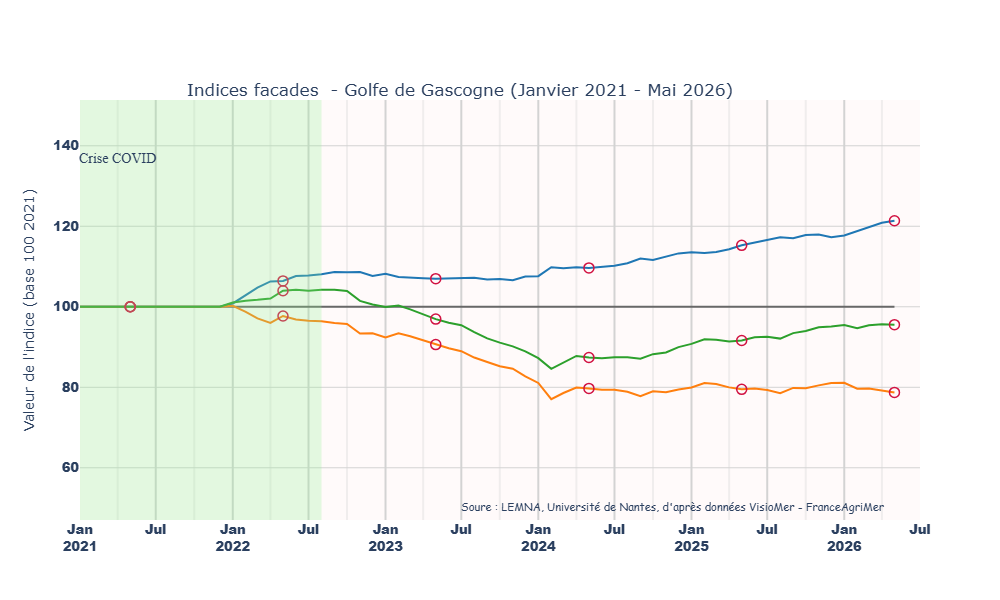 Indices facades  - Golfe de Gascogne (Janvier 2021 - Mai 2026)
Valeur de l'indice (base 100 2021)
140
Crise COVID
120
100
80
60
Soure : LEMNA, Université de Nantes, d'après données VisioMer - FranceAgriMer
Jan Jul Jan Jul Jan Jul Jan Jul Jan Jul Jan Jul
2021 2022 2023 2024 2025 2026